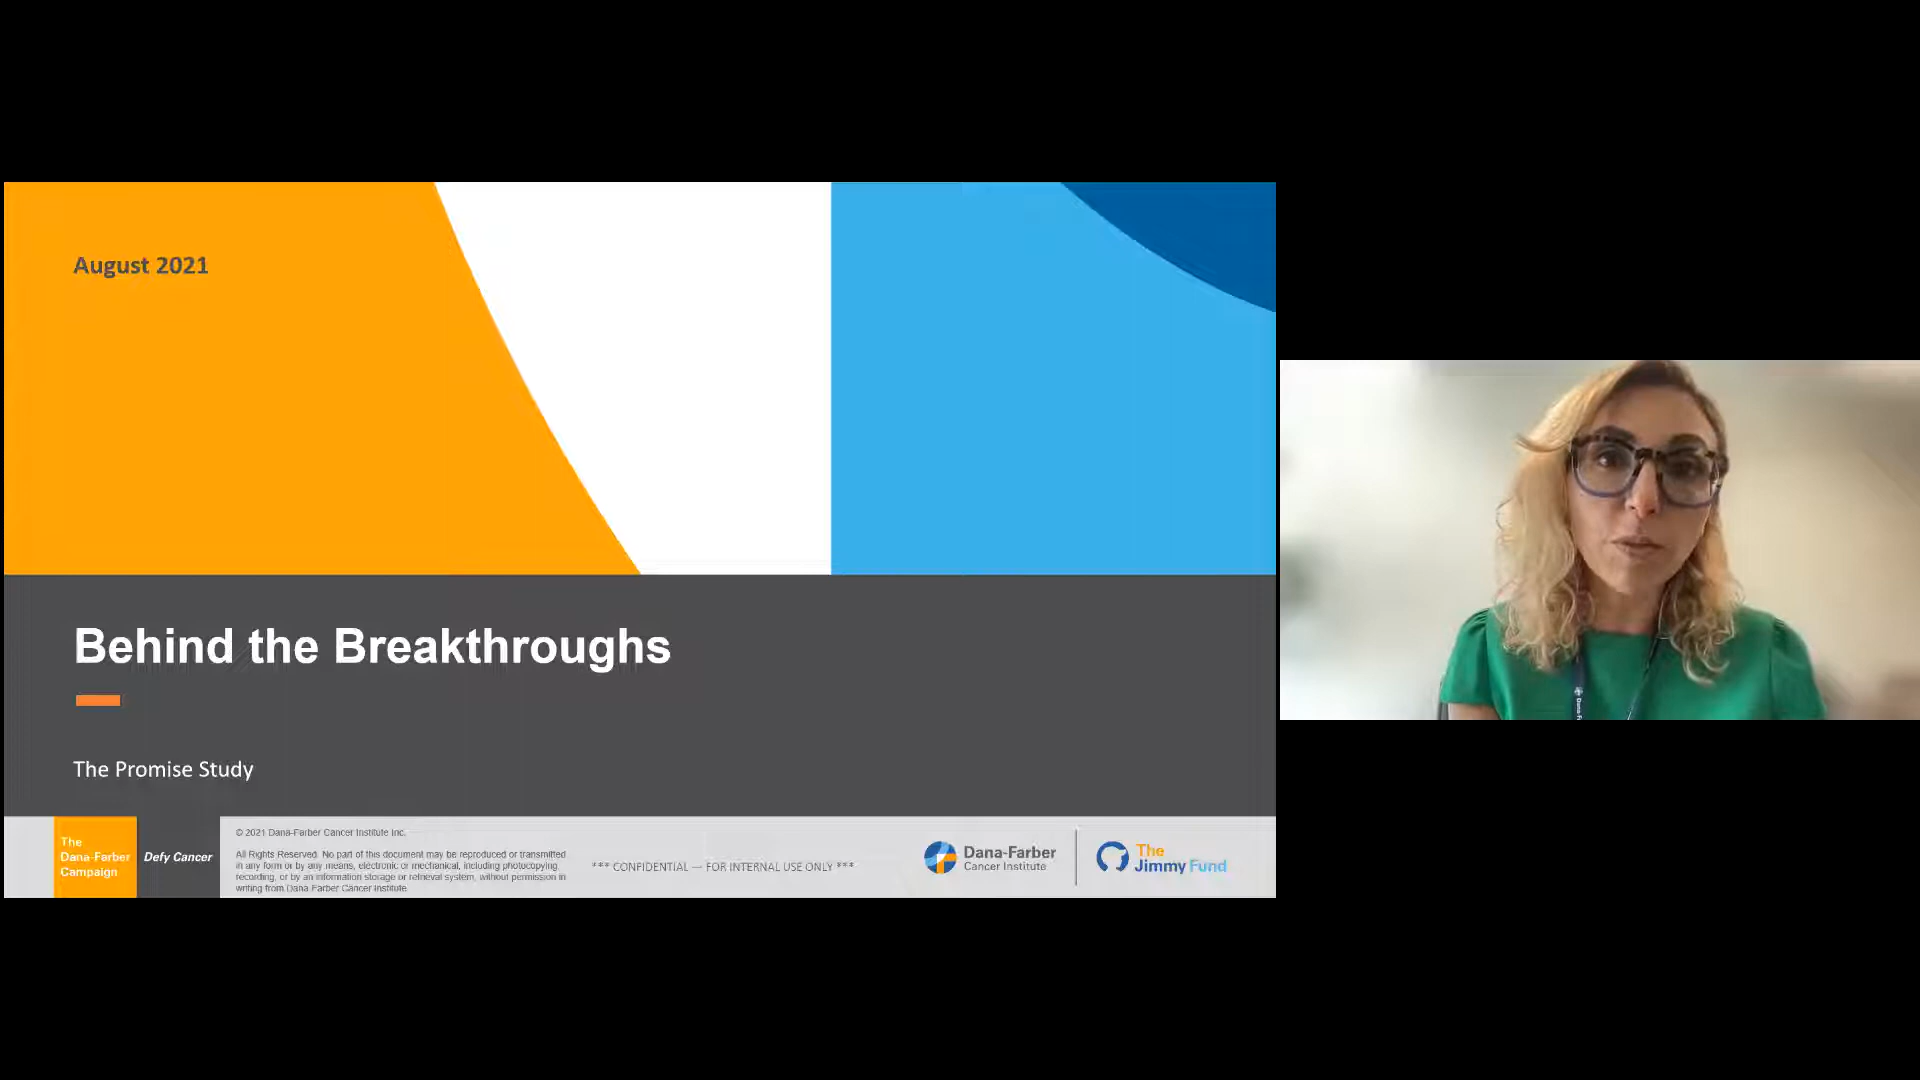 August 2021
Behind the Breakthroughs
The Promise Study
The
Dana-Farber
Campaign
Defy Cancer
© 2021 Dana-Farber Cancer Institute Inc.
All Rights Reserved. No part of this document may be reproduced or transmitted
in any form or by any means, electronic or mechanical, including photocopying,
recording, or by an information storage or retrieval system, without permission in
writing from Dana Farber Cancer Institute.
*** CONFIDENTIAL — FOR INTERNAL USE ONLY ***
Dana-Farber
Cancer Institute
The
Jimmy Fund